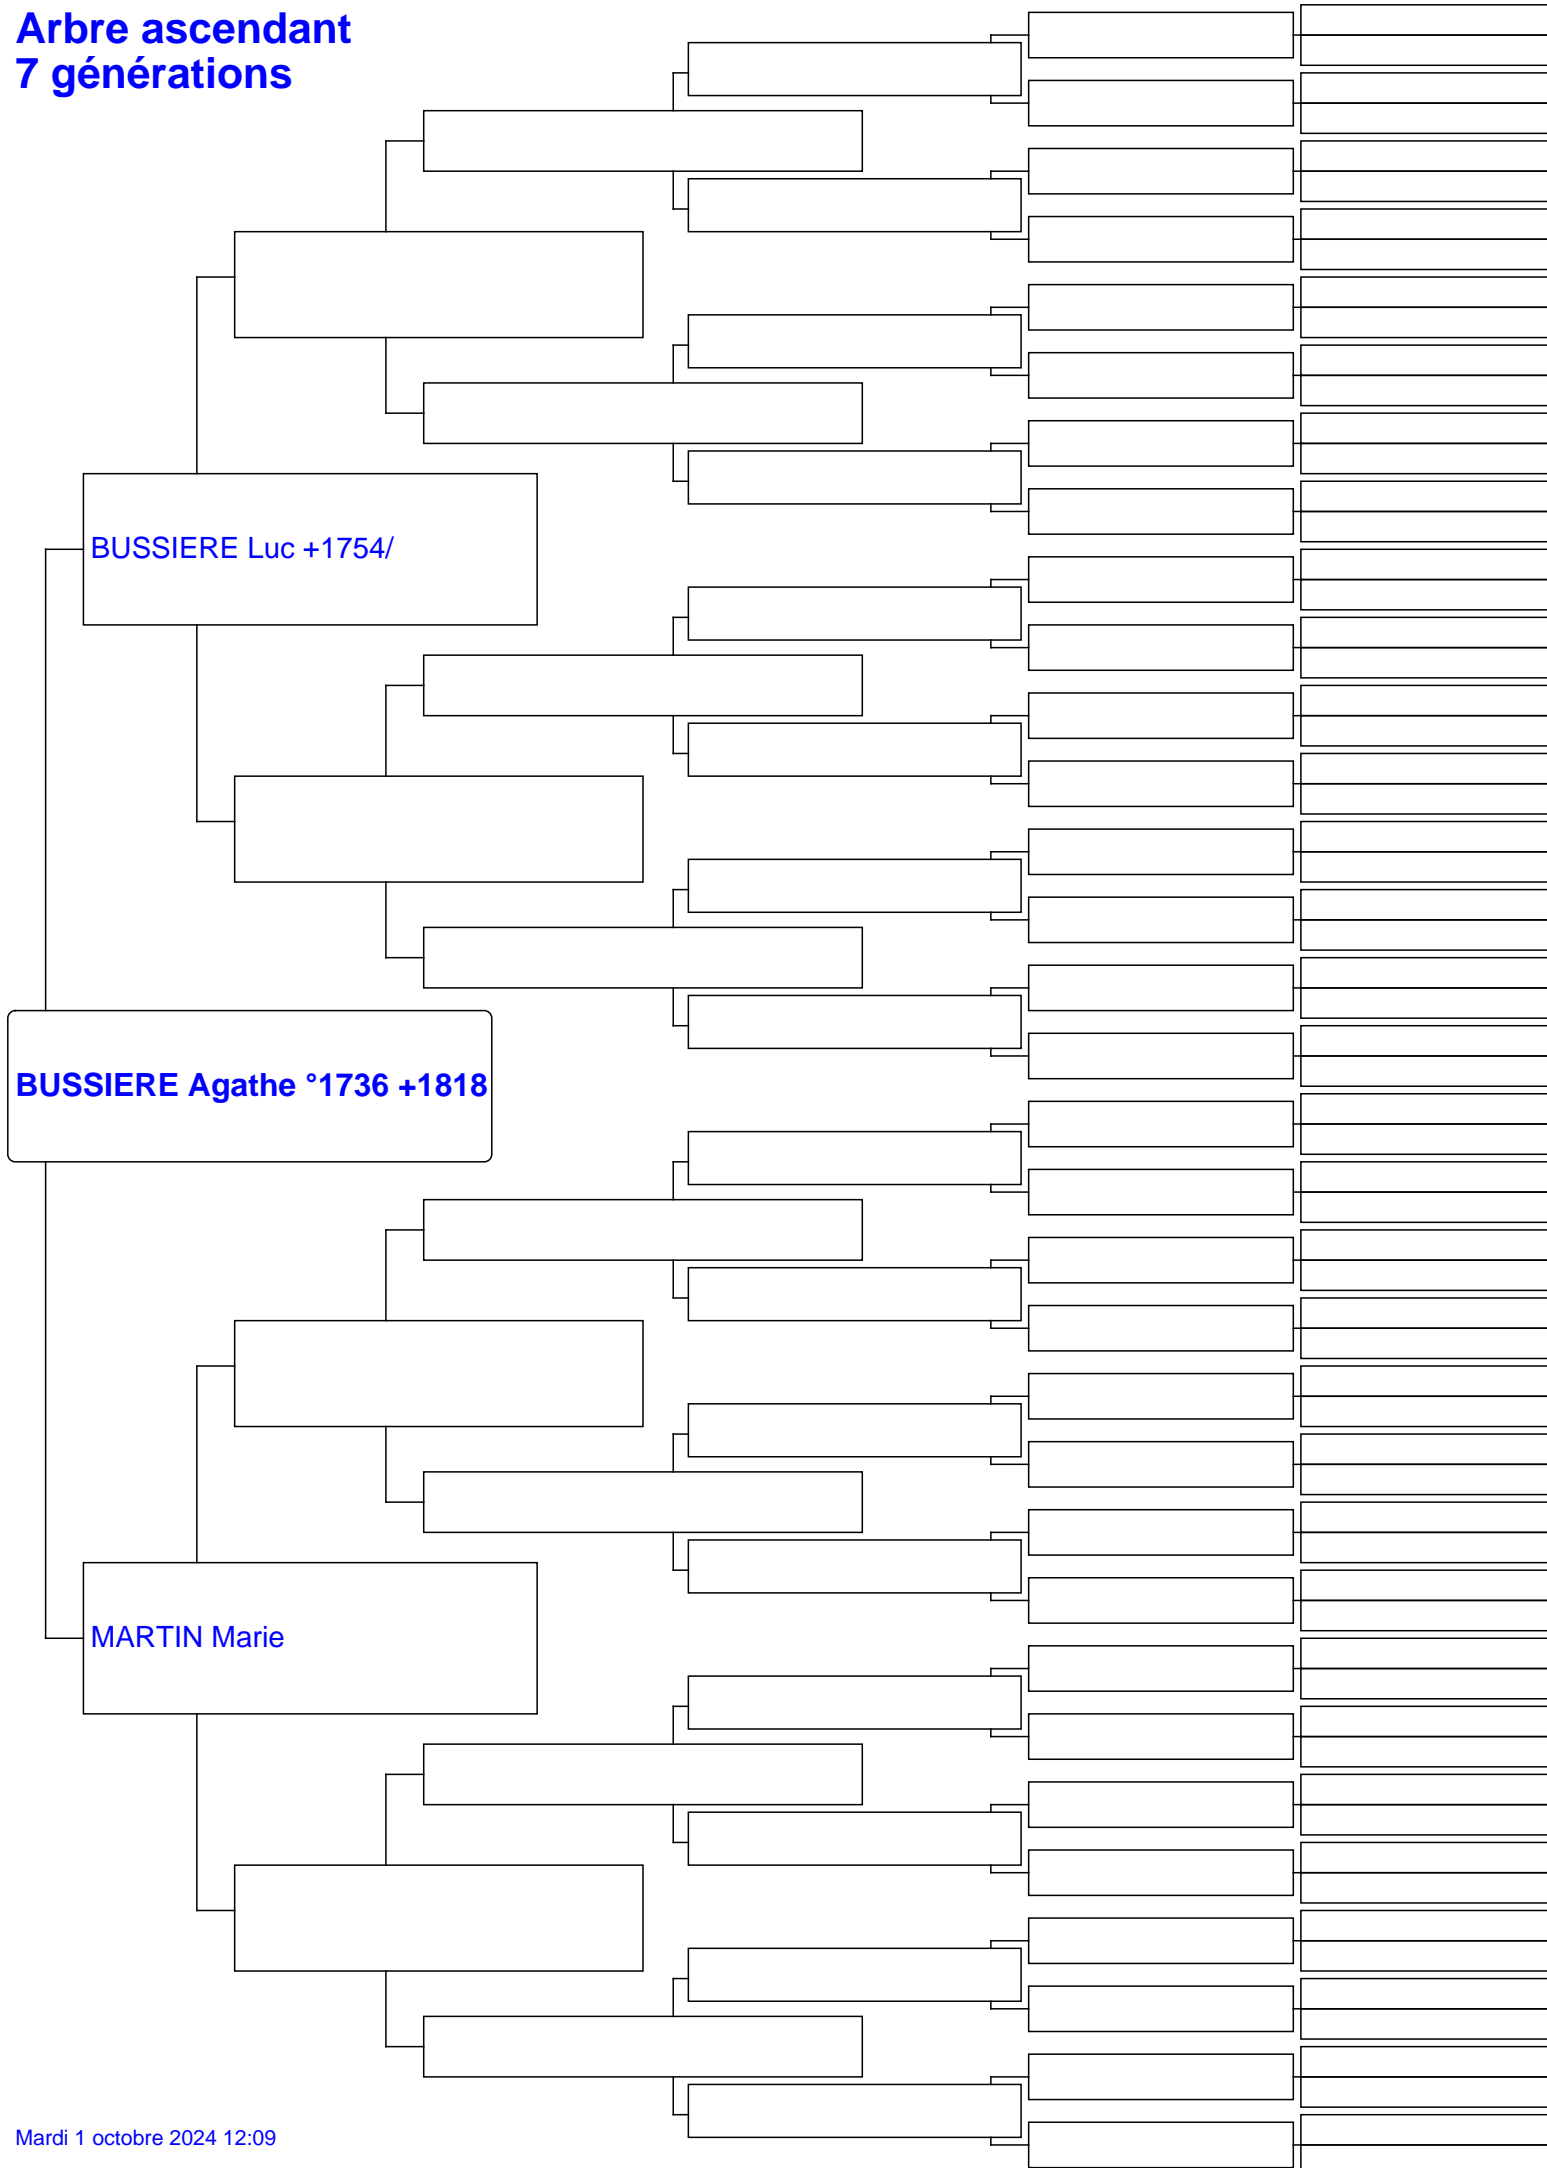 Arbre ascendant
7 générations
BUSSIERE Luc +1754/
BUSSIERE Agathe °1736 +1818
MARTIN Marie
Mardi 1 octobre 2024 12:09